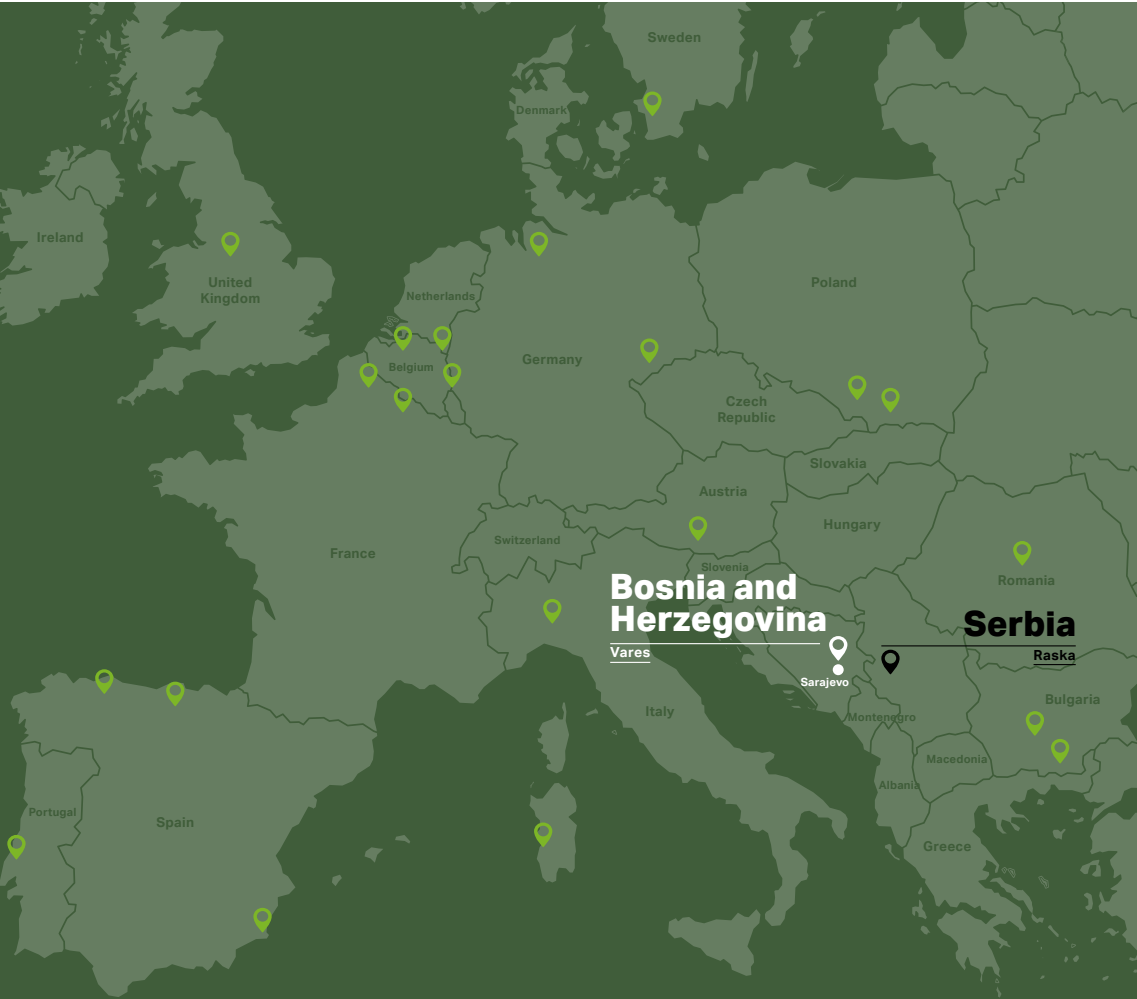 Sweden
Denmark
Ireland
United
Kingdom
Netherlands
Poland
Germany
Belgium
Czech
Republic
Slovakia
Austria
Hungary
Switzerland
France
Slovenia
Romania
Bosnia and
Herzegovina
Vares
Sarajevo
Serbia
Raska
Bulgaria
Italy
Montenegro
Macedonia
Albania
Portugal
Spain
Greece